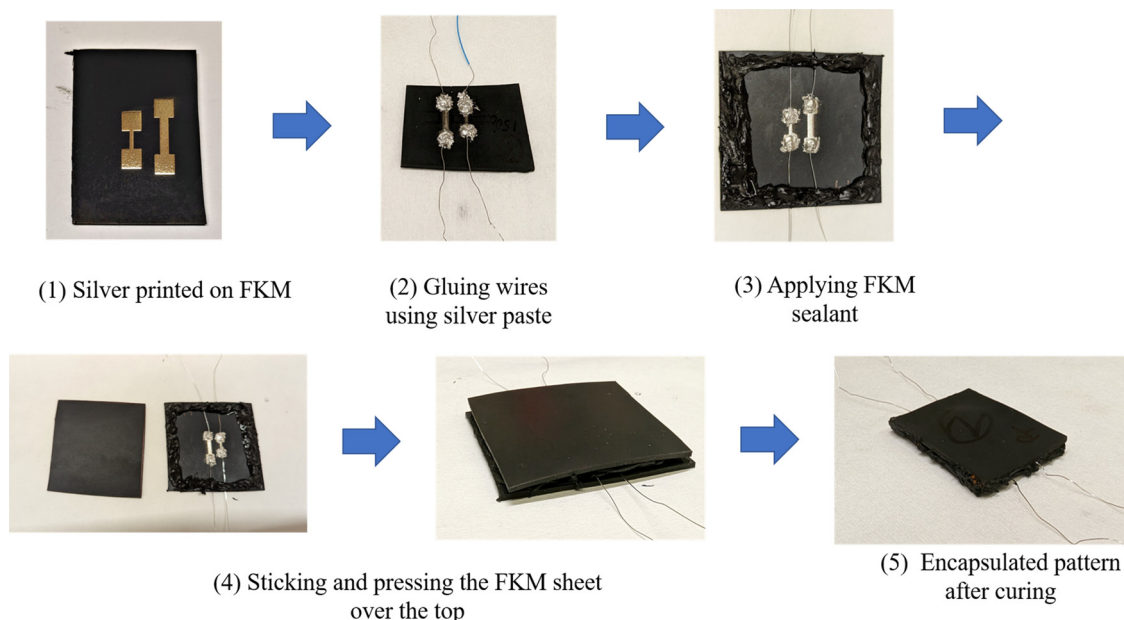 (1) Silver printed on FKM
(2) Gluing wires
using silver paste
(3) Applying FKM
sealant
(4) Sticking and pressing the FKM sheet
over the top
(5) Encapsulated pattern
after curing